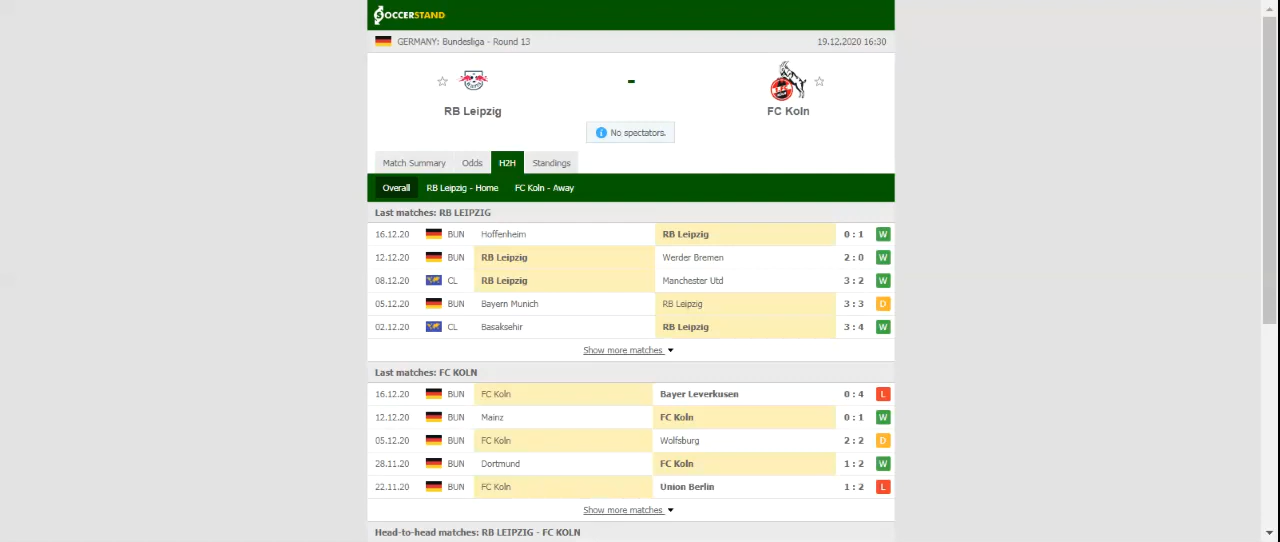 SOCCERSTAND
GERMANY: Bundesliga - Round 13 19.12.2020 16:30
-
RB Leipzig FC Koln
No spectators.
Match Summary Odds H2H Standings
Overall RB Leipzig - Home FC Koln - Away
Last matches: RB LEIPZIG
16.12.20 BUN Hoffenheim RB Leipzig 0 : 1 W
12.12.20 BUN RB Leipzig Werder Bremen 2 : 0 W
08.12.20 CL RB Leipzig Manchester Utd 3 : 2 W
05.12.20 BUN Bayern Munich RB Leipzig 3 : 3 D
02.12.20 CL Basaksehir RB Leipzig 3 : 4 W
Show more matches
Last matches: FC KOLN
16.12.20 BUN FC Koln Bayer Leverkusen 0 : 4 L
12.12.20 BUN Mainz FC Koln 0 : 1 W
05.12.20 BUN FC Koln Wolfsburg 2 : 2 D
28.11.20 BUN Dortmund FC Koln 1 : 2 W
22.11.20 BUN FC Koln Union Berlin 1 : 2 L
Show more matches
Head-to-head matches: RB LEIPZIG - FC KOLN